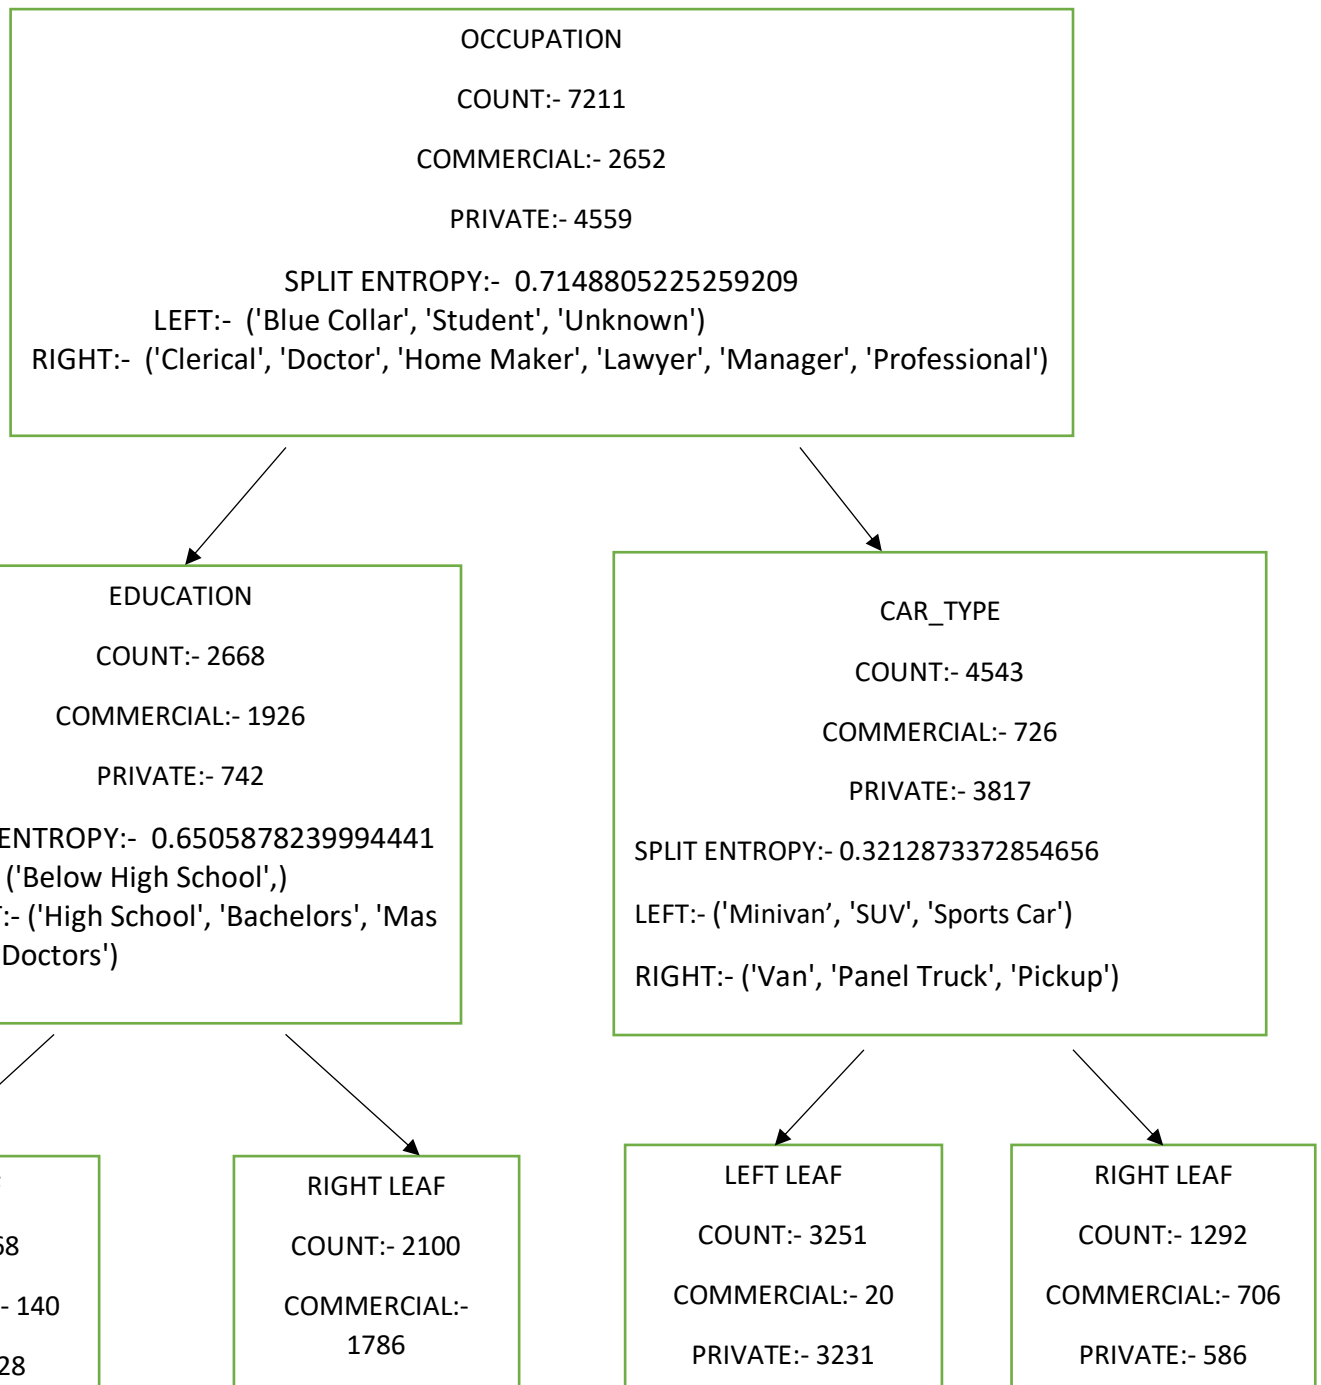 OCCUPATION
COUNT:- 7211
COMMERCIAL:- 2652
PRIVATE:- 4559
SPLIT ENTROPY:- 0.7148805225259209
LEFT:- ('Blue Collar', 'Student', 'Unknown')
RIGHT:- ('Clerical', 'Doctor', 'Home Maker', 'Lawyer', 'Manager', 'Professional')
EDUCATION
COUNT:- 2668
COMMERCIAL:- 1926
PRIVATE:- 742
ENTROPY:- 0.6505878239994441
('Below High School',)
:- ('High School', 'Bachelors', 'Mas
Doctors')
CAR_TYPE
COUNT:- 4543
COMMERCIAL:- 726
PRIVATE:- 3817
SPLIT ENTROPY:- 0.3212873372854656
LEFT:- ('Minivan’, 'SUV', 'Sports Car')
RIGHT:- ('Van', 'Panel Truck', 'Pickup')
68
- 140
28
RIGHT LEAF
COUNT:- 2100
COMMERCIAL:-
1786
LEFT LEAF
COUNT:- 3251
COMMERCIAL:- 20
PRIVATE:- 3231
RIGHT LEAF
COUNT:- 1292
COMMERCIAL:- 706
PRIVATE:- 586